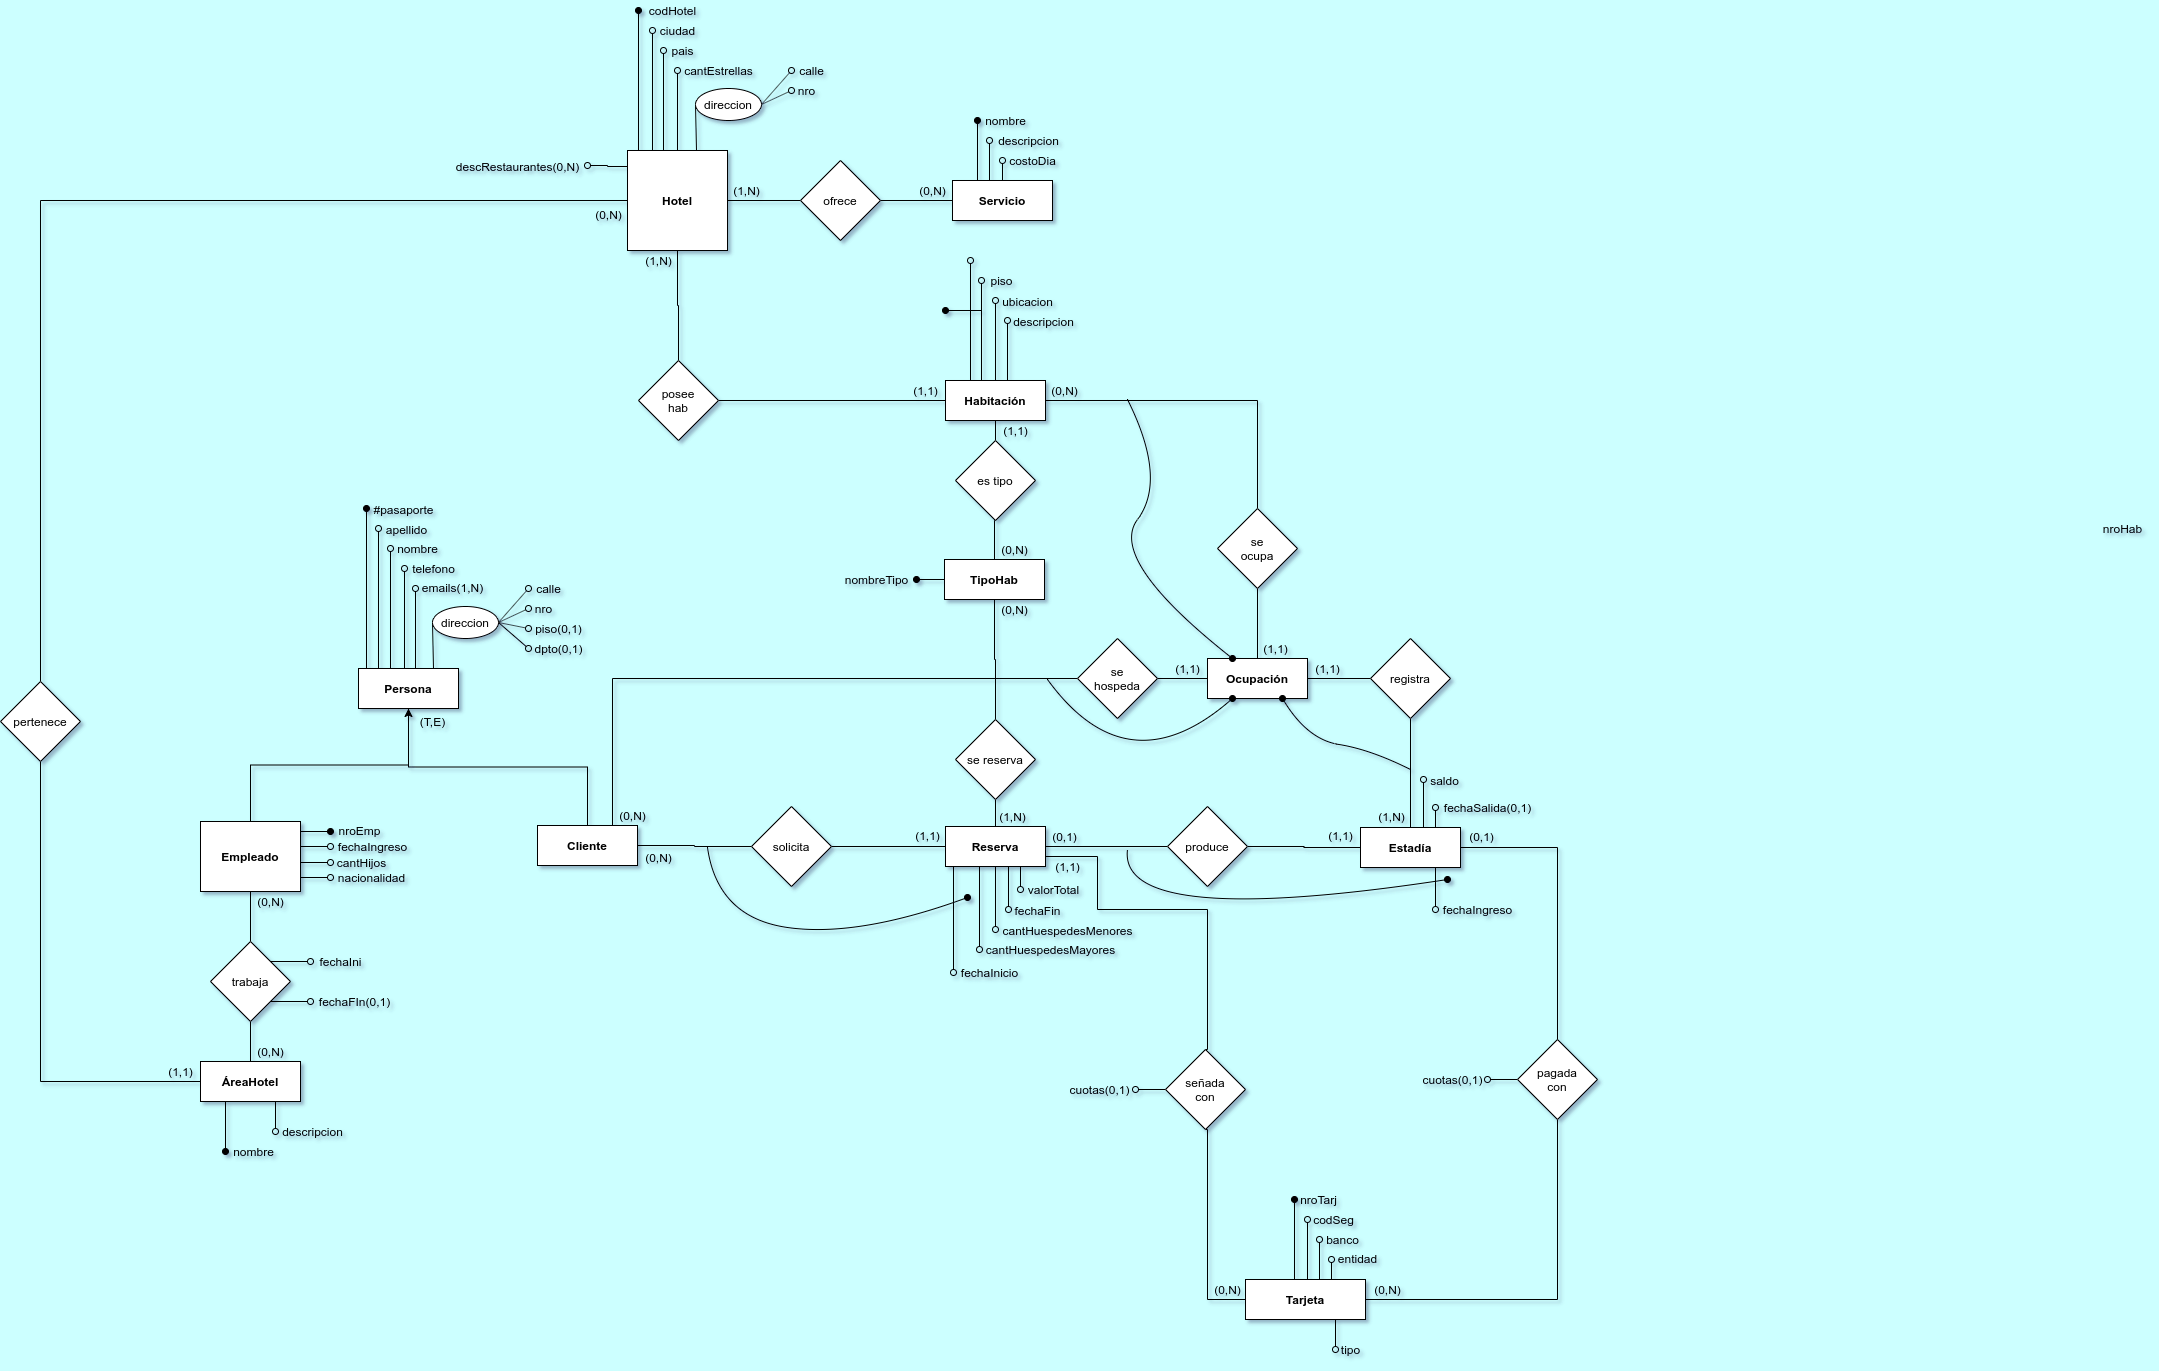 codHotel
ciudad
pais
cantEstrellas
calle
nro
direccion
nombre
descripcion
costoDia
descRestaurantes(0,N)
Hotel
(1,N)
ofrece
(0,N)
Servicio
(0,N)
(1,N)
piso
ubicacion
descripcion
posee
hab
(1,1)
Habitación
(0,N)
(1,1)
es tipo
#pasaporte
apellido
nombre
telefono
emails(1,N)
direccion
calle
nro
piso(0,1)
dpto(0,1)
se
ocupa
nroHab
(0,N)
nombreTipo
TipoHab
(0,N)
Persona
(T,E)
pertenece
se
hospeda
(1,1)
(1,1)
Ocupación
(1,1)
registra
se reserva
saldo
fechaSalida(0,1)
(1,N)
(0,N)
(1,N)
Empleado
nroEmp
fechaIngreso
cantHijos
nacionalidad
Cliente
(0,N)
solicita
(1,1)
Reserva
(0,1)
(1,1)
produce
(1,1)
Estadía
(0,1)
fechaIngreso
valorTotal
fechaFin
cantHuespedesMenores
cantHuespedesMayores
fechaInicio
(0,N)
trabaja
fechaIni
fechaFIn(0,1)
(0,N)
(1,1)
ÁreaHotel
descripcion
nombre
cuotas(0,1)
señada
con
cuotas(0,1)
pagada
con
nroTarj
codSeg
banco
entidad
(0,N)
Tarjeta
(0,N)
tipo